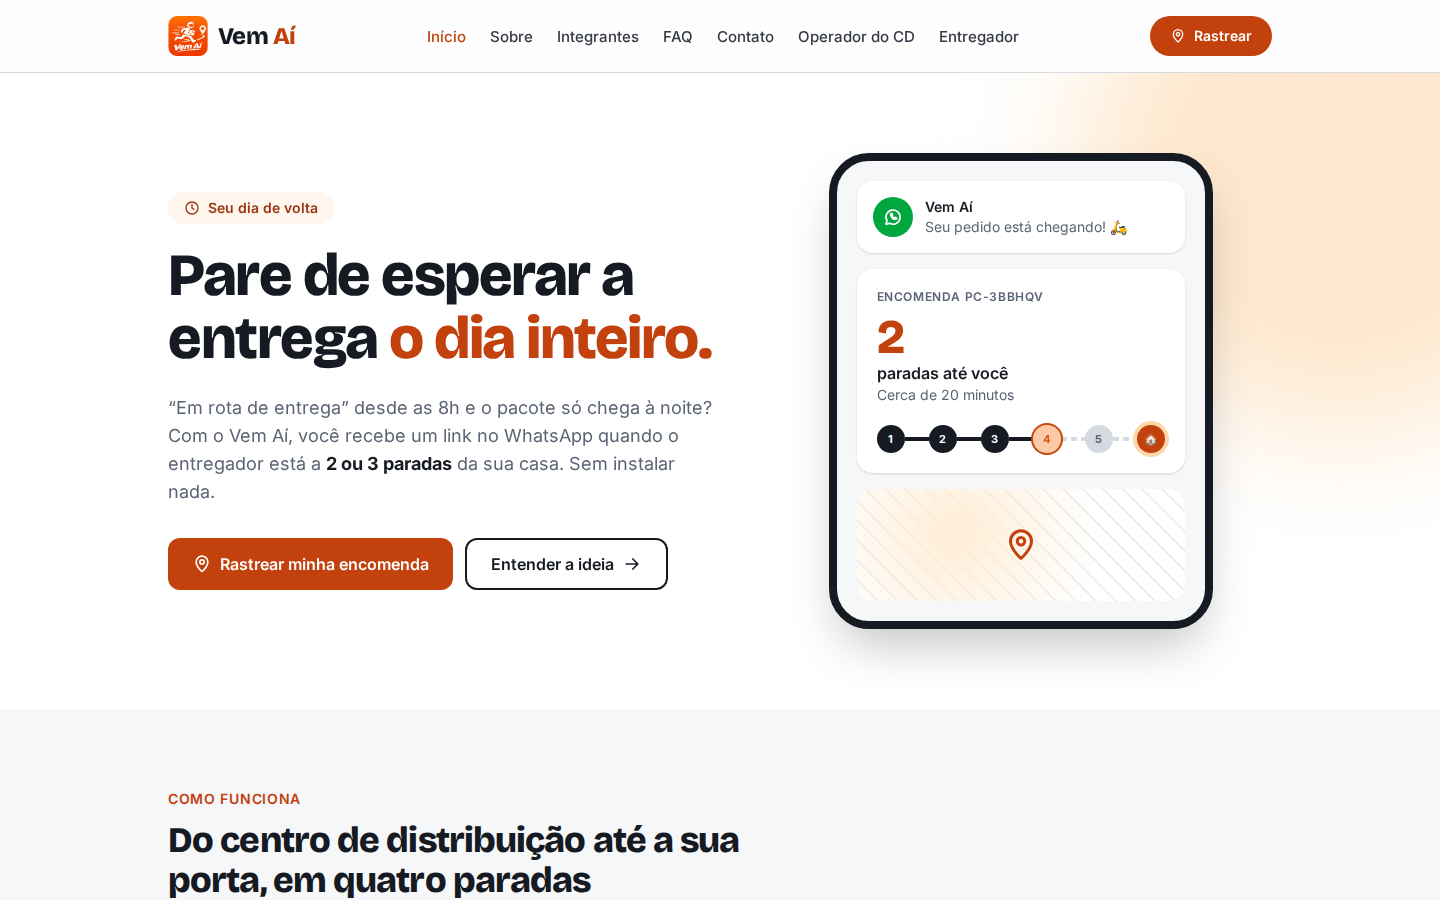 Vem Aí
Vem Aí
Início
Sobre
Integrantes
FAQ
Contato
Operador do CD
Entregador
Rastrear
Seu dia de volta
Pare de esperar a
entrega o dia inteiro.
“Em rota de entrega” desde as 8h e o pacote só chega à noite?
Com o Vem Aí, você recebe um link no WhatsApp quando o
entregador está a 2 ou 3 paradas da sua casa. Sem instalar
nada.
Rastrear minha encomenda
Entender a ideia
Vem Aí
Seu pedido está chegando! 🛵
ENCOMENDA PC-3BBHQV
2
paradas até você
Cerca de 20 minutos
1 2 3 4 5
COMO FUNCIONA
Do centro de distribuição até a sua
porta, em quatro paradas